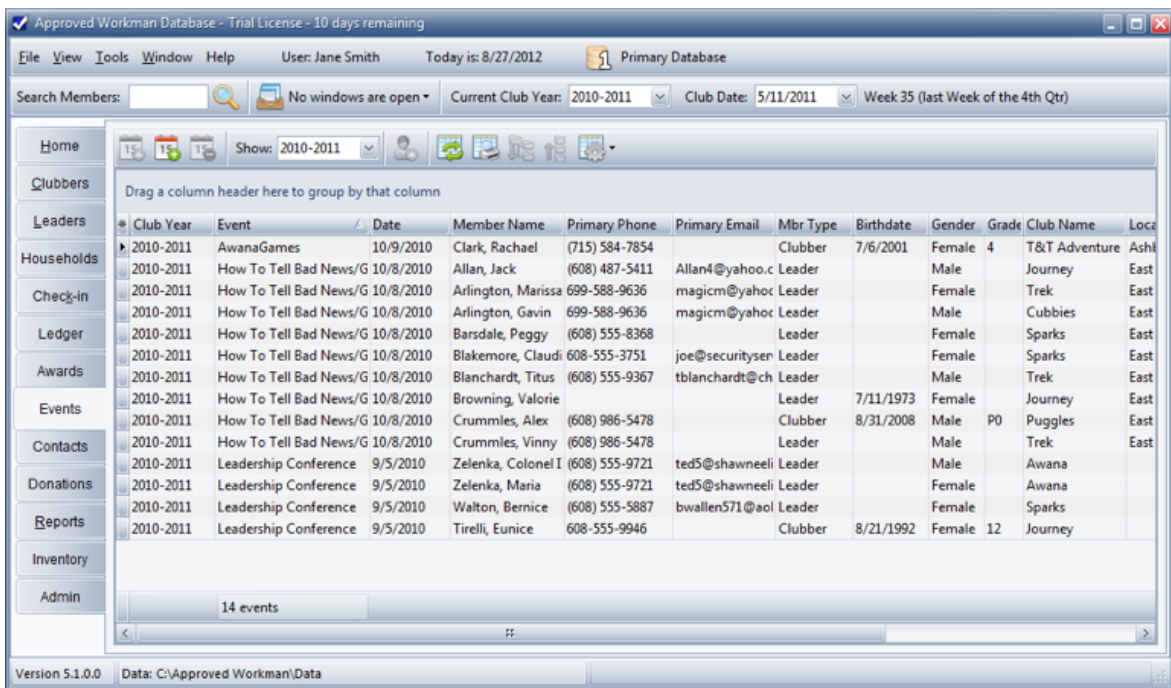 Approved Workman Database - Trial License - 10 days remaining
File View Tools Window Help User: Jane Smith Today is: 8/27/2012 1 Primary Database
Search Members: No windows are open Current Club Year: 2010-2011 Club Date: 5/11/2011 Week 35 (last Week of the 4th Qtr)
Home
Clubbers
Leaders
Households
Check-in
Ledger
Awards
Events
Contacts
Donations
Reports
Inventory
Admin
15 15 15 Show: 2010-2011
Drag a column header here to group by that column
Club Year Event Date Member Name Primary Phone Primary Email Mbr Type Birthdate Gender Grade Club Name Loca
2010-2011 AwanaGames 10/9/2010 Clark, Rachael (715) 584-7854 Clubber 7/6/2001 Female 4 T&T Adventure Ashl
2010-2011 How To Tell Bad News/G 10/8/2010 Allan, Jack (608) 487-5411 Allan4@yahoo.c Leader Male Journey East
2010-2011 How To Tell Bad News/G 10/8/2010 Arlington, Marissa 699-588-9636 magicm@yahoc Leader Female Trek East
2010-2011 How To Tell Bad News/G 10/8/2010 Arlington, Gavin 699-588-9636 magicm@yahoc Leader Male Cubbies East
2010-2011 How To Tell Bad News/G 10/8/2010 Barsdale, Peggy (608) 555-8368 Leader Female Sparks East
2010-2011 How To Tell Bad News/G 10/8/2010 Blakemore, Claudi 608-555-3751 joe@securityserv Leader Female Sparks East
2010-2011 How To Tell Bad News/G 10/8/2010 Blanchardt, Titus (608) 555-9367 tblanchardt@ch Leader Male Trek East
2010-2011 How To Tell Bad News/G 10/8/2010 Browning, Valorie Leader 7/11/1973 Female Journey East
2010-2011 How To Tell Bad News/G 10/8/2010 Crummles, Alex (608) 986-5478 Clubber 8/31/2008 Male P0 Puggles East
2010-2011 How To Tell Bad News/G 10/8/2010 Crummles, Vinny (608) 986-5478 Leader Male Trek East
2010-2011 Leadership Conference 9/5/2010 Zelenka, Colonel I (608) 555-9721 ted5@shawneeli Leader Male Awana
2010-2011 Leadership Conference 9/5/2010 Zelenka, Maria (608) 555-9721 ted5@shawneeli Leader Female Awana
2010-2011 Leadership Conference 9/5/2010 Walton, Bernice (608) 555-5887 bwallen571@aol Leader Female Sparks
2010-2011 Leadership Conference 9/5/2010 Tirelli, Eunice 608-555-9946 Clubber 8/21/1992 Female 12 Journey
14 events
Version 5.1.0.0 Data: C:\Approved Workman\Data